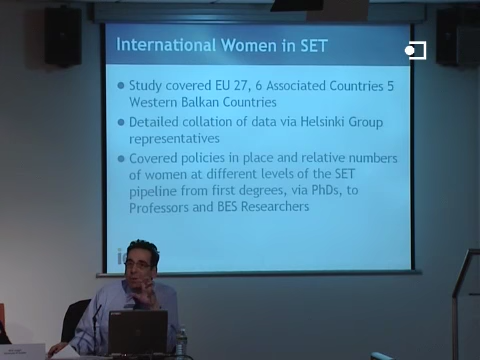 International Women in SET
Study covered EU 27, 6 Associated Countries 5
Western Balkan Countries
Detailed collation of data via Helsinki Group
representatives
Covered policies in place and relative numbers
of women at different levels of the SET
pipeline from first degrees, via PhDs, to
Professors and BES Researchers